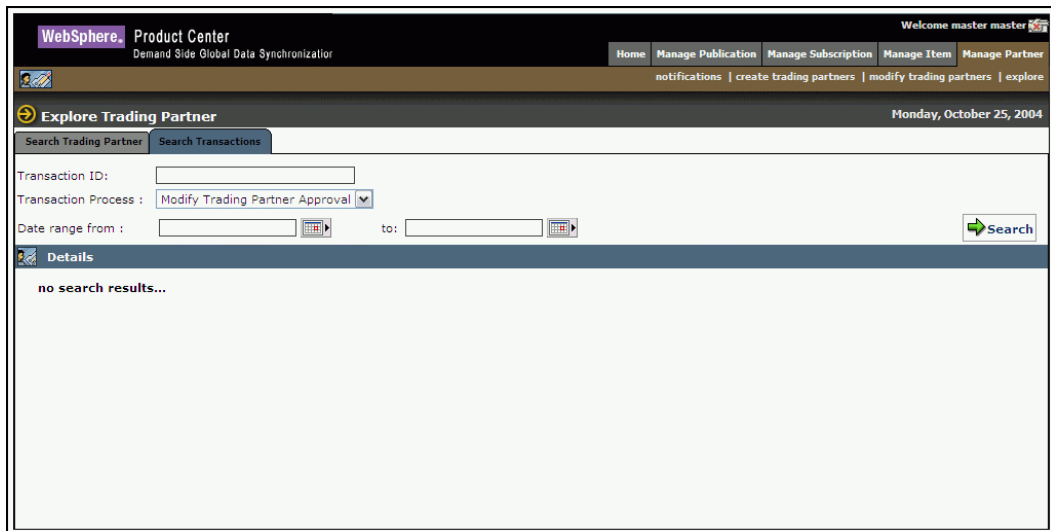 Welcome master master
WebSphere. Product Center
Demand Side Global Data Synchronization
Home Manage Publication Manage Subscription Manage Item Manage Partner
notifications | create trading partners | modify trading partners | explore
Explore Trading Partner Monday, October 25, 2004
Search Trading Partner Search Transactions
Transaction ID:
Transaction Process : Modify Trading Partner Approval
Date range from : to: Search
Details
no search results...